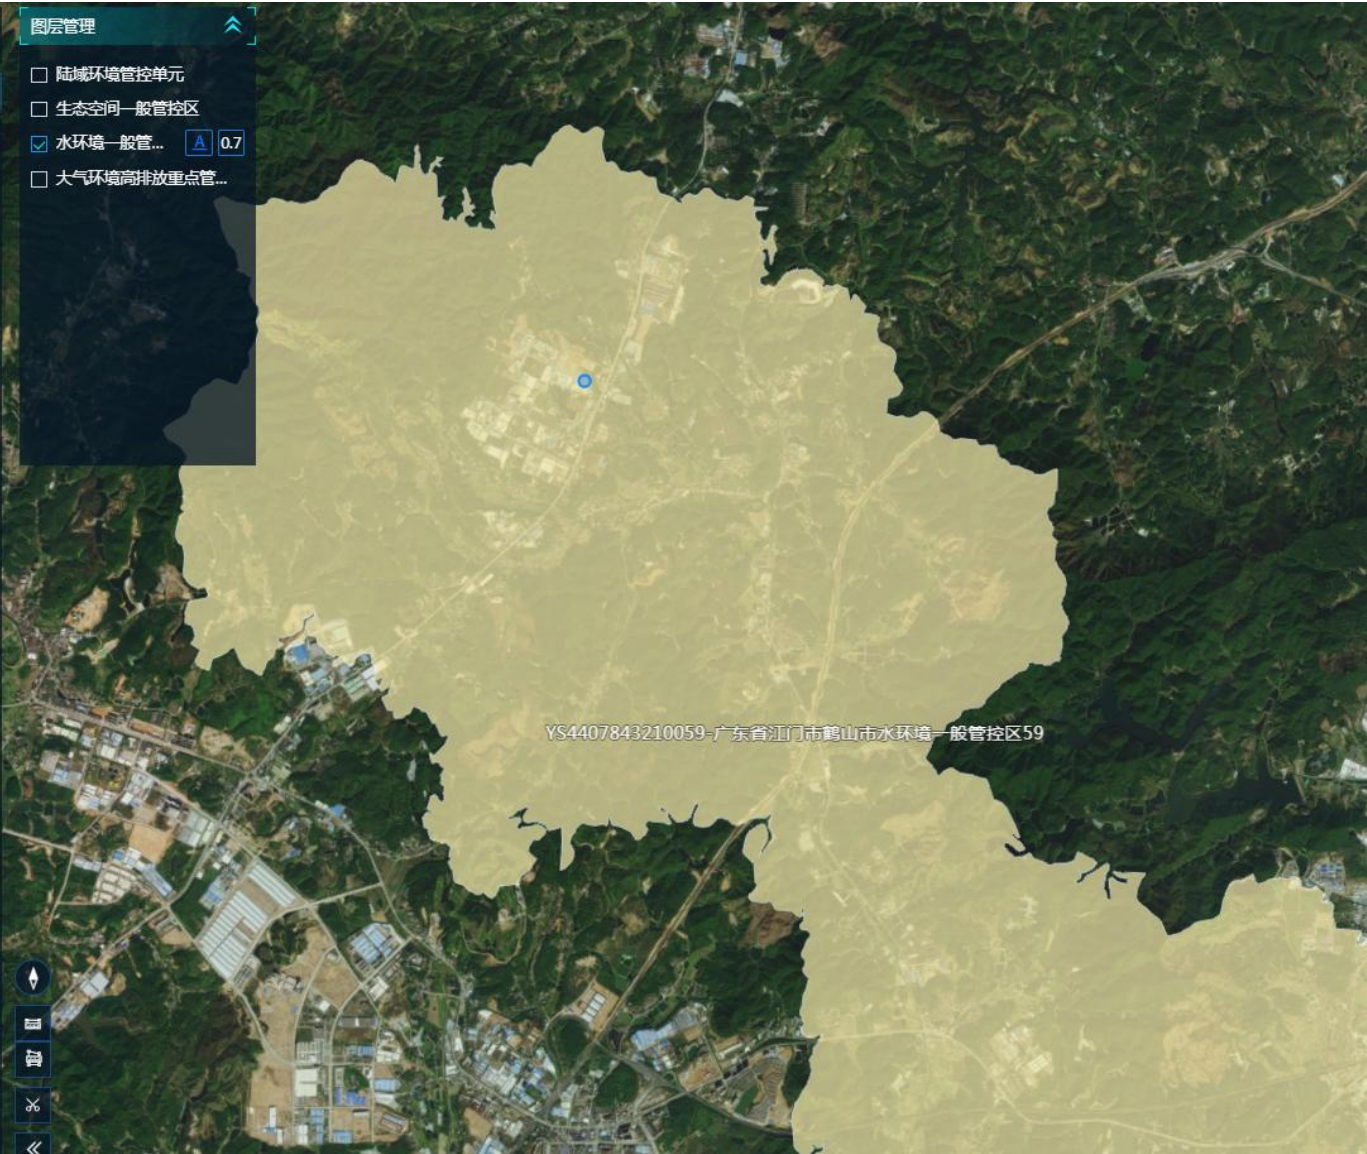 图层管理
陆域环境管控单元
生态空间一般管控区
水环境一般管... A 0.7
大气环境高排放重点管...
YS4407843210059-广东省江门市鹤山市水环境一般管控区59